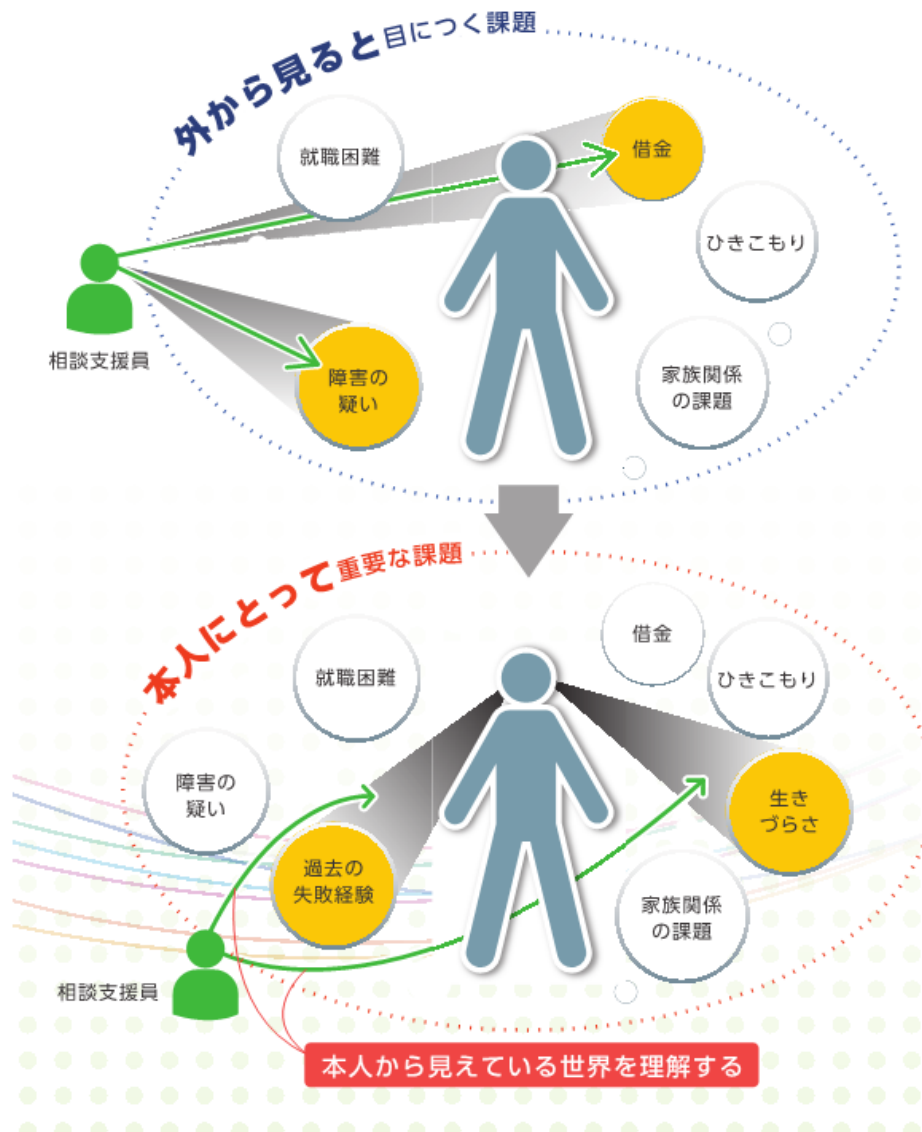 外から見ると目につく課題
就職困難
借金
ひきこもり
相談支援員
障害の
疑い
家族関係
の課題
本人にとって重要な課題
借金
就職困難
ひきこもり
障害の
疑い
生き
づらさ
過去の
失敗経験
家族関係
の課題
相談支援員
本人から見えている世界を理解する